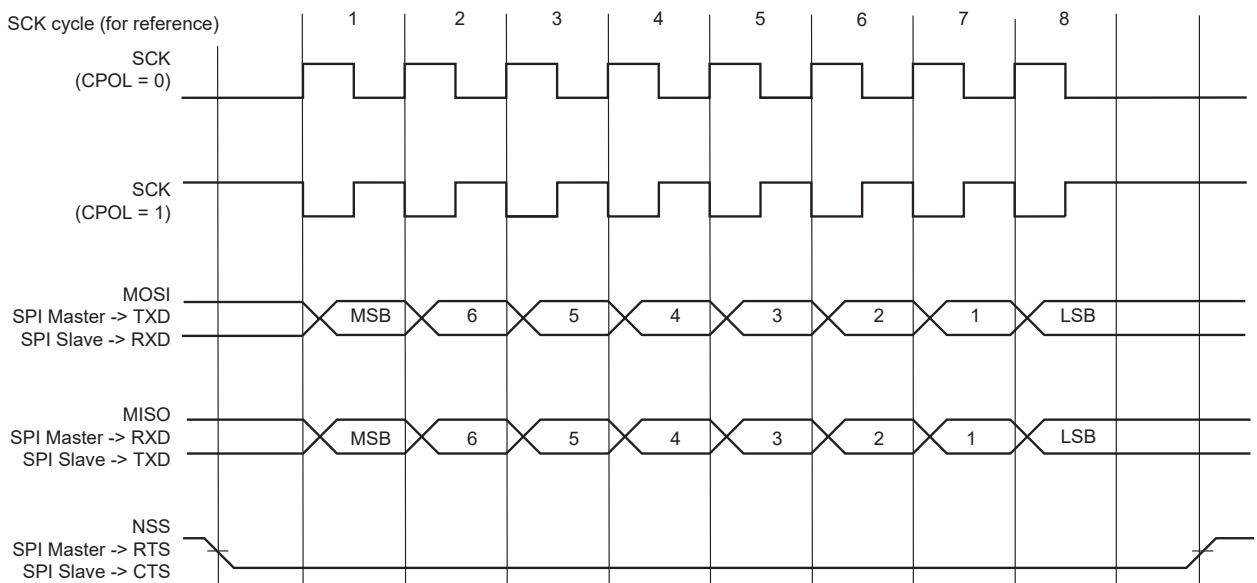 SCK cycle (for reference)
1 2 3 4 5 6 7 8
SCK
(CPOL = 0)
SCK
(CPOL = 1)
MOSI
SPI Master -> TXD
SPI Slave -> RXD
MSB 6 5 4 3 2 1 LSB
MISO
SPI Master -> RXD
SPI Slave -> TXD
MSB 6 5 4 3 2 1 LSB
NSS
SPI Master -> RTS
SPI Slave -> CTS